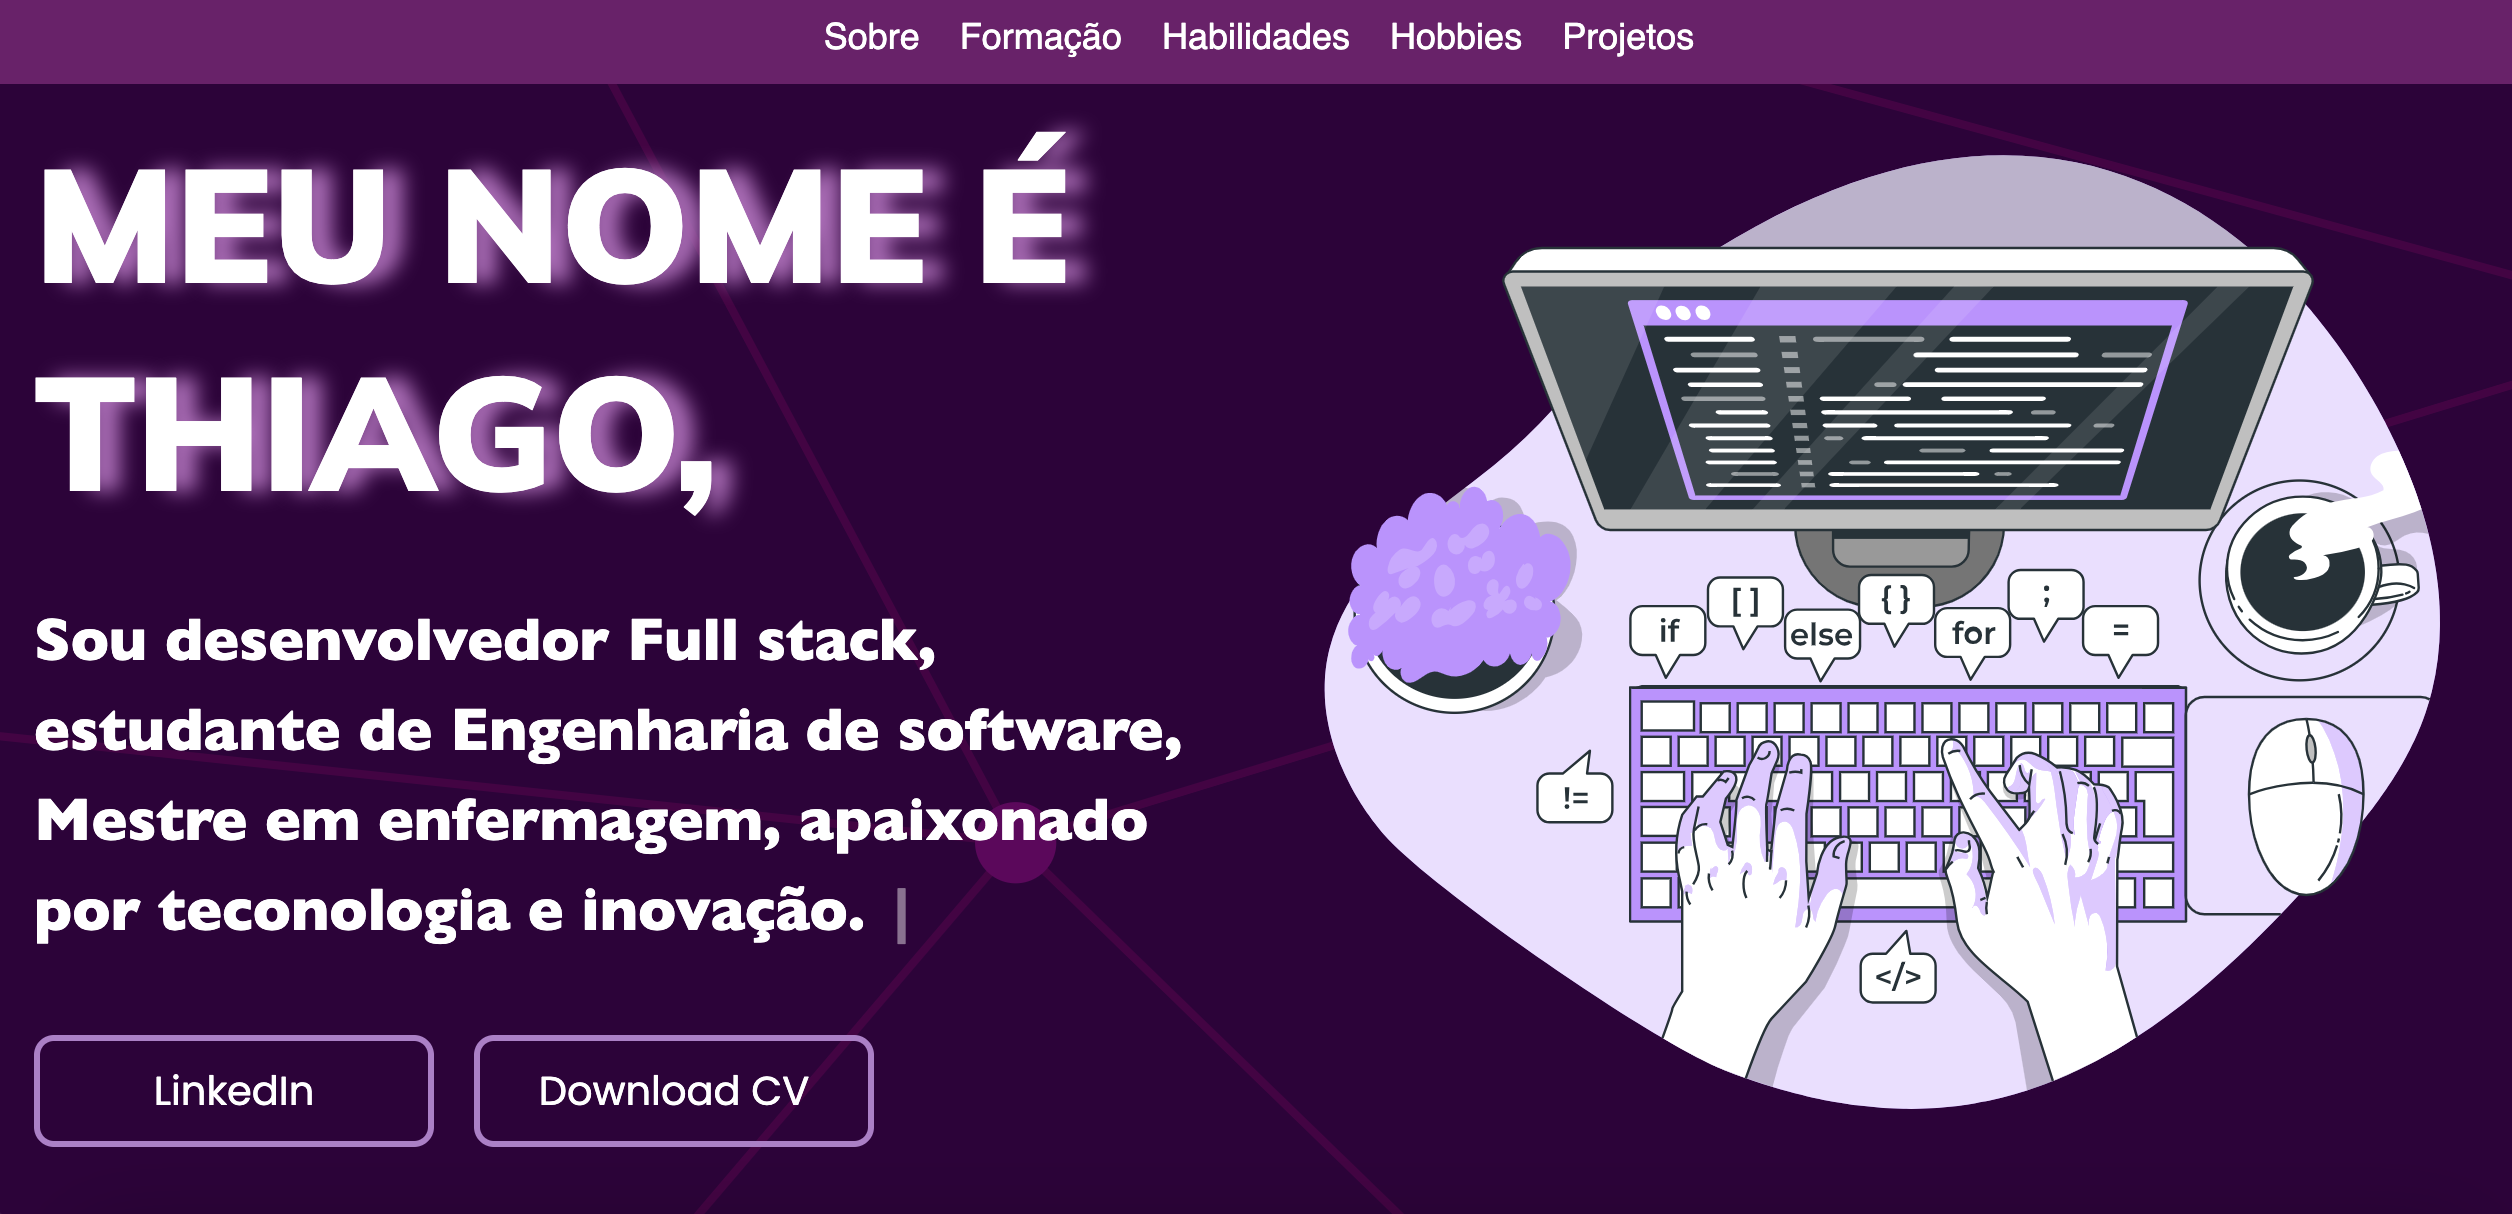 Sobre Formação Habilidades Hobbies Projetos
MEU NOME É
THIAGO,
Sou desenvolvedor Full stack,
estudante de Engenharia de software,
Mestre em enfermagem, apaixonado
por teconologia e inovação. |
LinkedIn Download CV
if [ ] else { } for ; =
!=
</>